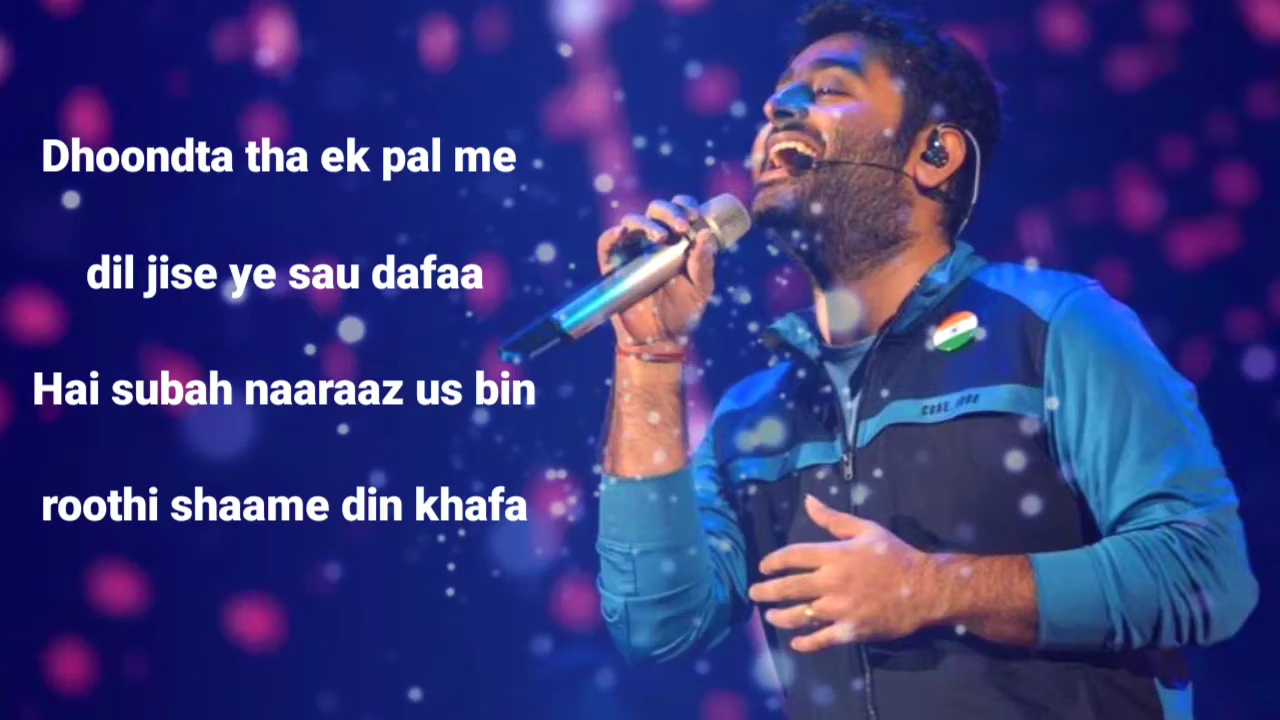 Dhoondta tha ek pal me
dil jise ye sau dafaa
Hai subah naaraaz us bin
roothi shaame din khafa